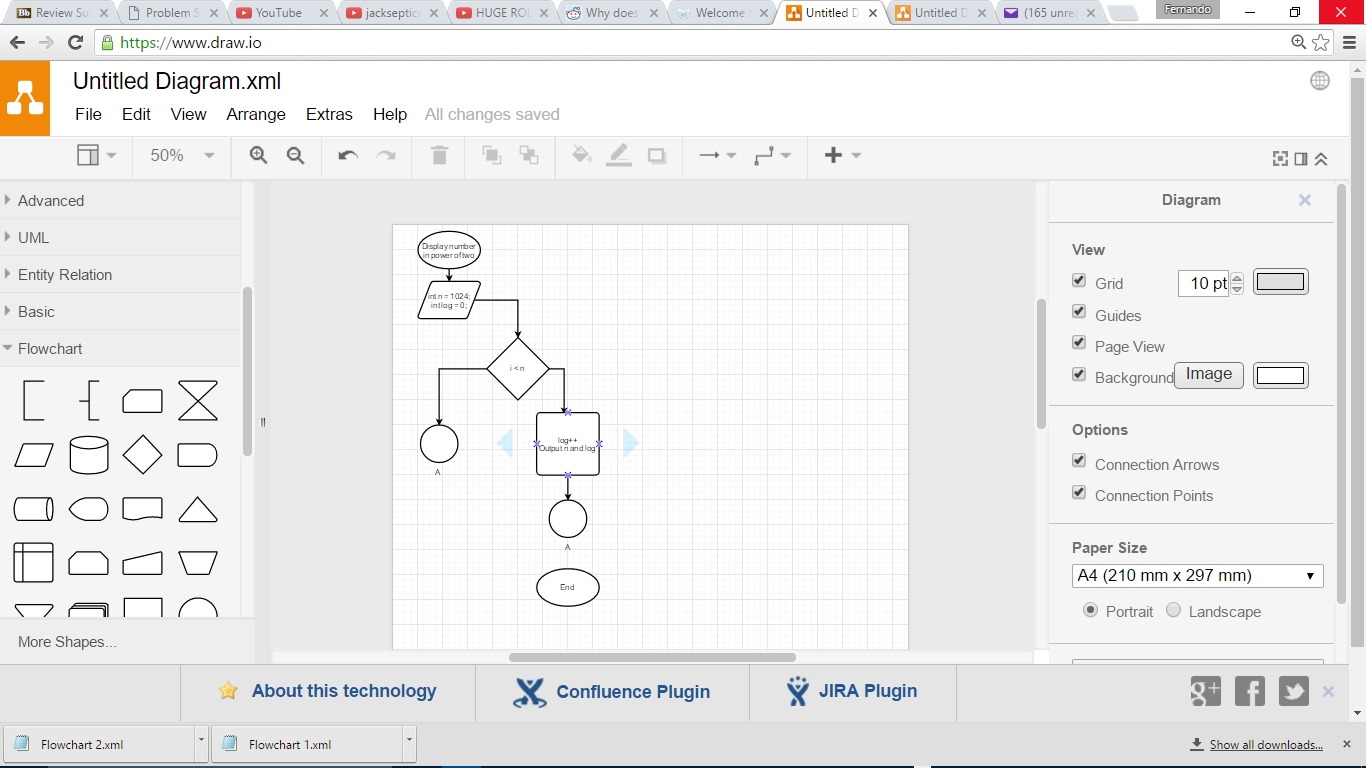 Bb Review Su
Problem S
YouTube
jackseptice
HUGE ROL
Why does
Welcome
Untitled D
Untitled D
(165 unre
Fernando
https://www.draw.io
Untitled Diagram.xml
File Edit View Arrange Extras Help All changes saved
50%
Advanced
UML
Entity Relation
Basic
Flowchart
More Shapes...
Display number
in power of two
int n = 1024;
int log = 0;
i < n
log++
Output n and log
A
A
End
Diagram
View
Grid 10 pt
Guides
Page View
Background Image
Options
Connection Arrows
Connection Points
Paper Size
A4 (210 mm x 297 mm)
Portrait Landscape
About this technology
Confluence Plugin
JIRA Plugin
g+ f
Flowchart 2.xml
Flowchart 1.xml
Show all downloads...